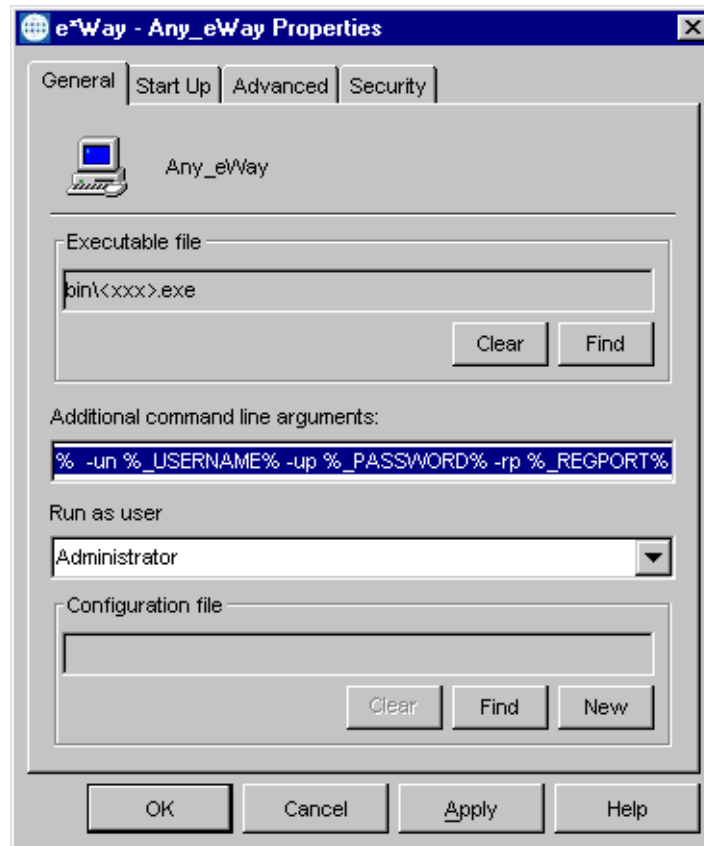 e*Way - Any_eWay Properties
General Start Up Advanced Security
Any_eWay
Executable file
bin\<xxx>.exe
Clear Find
Additional command line arguments:
% -un %_USERNAME% -up %_PASSWORD% -rp %_REGPORT%
Run as user
Administrator
Configuration file
Clear Find New
OK Cancel Apply Help